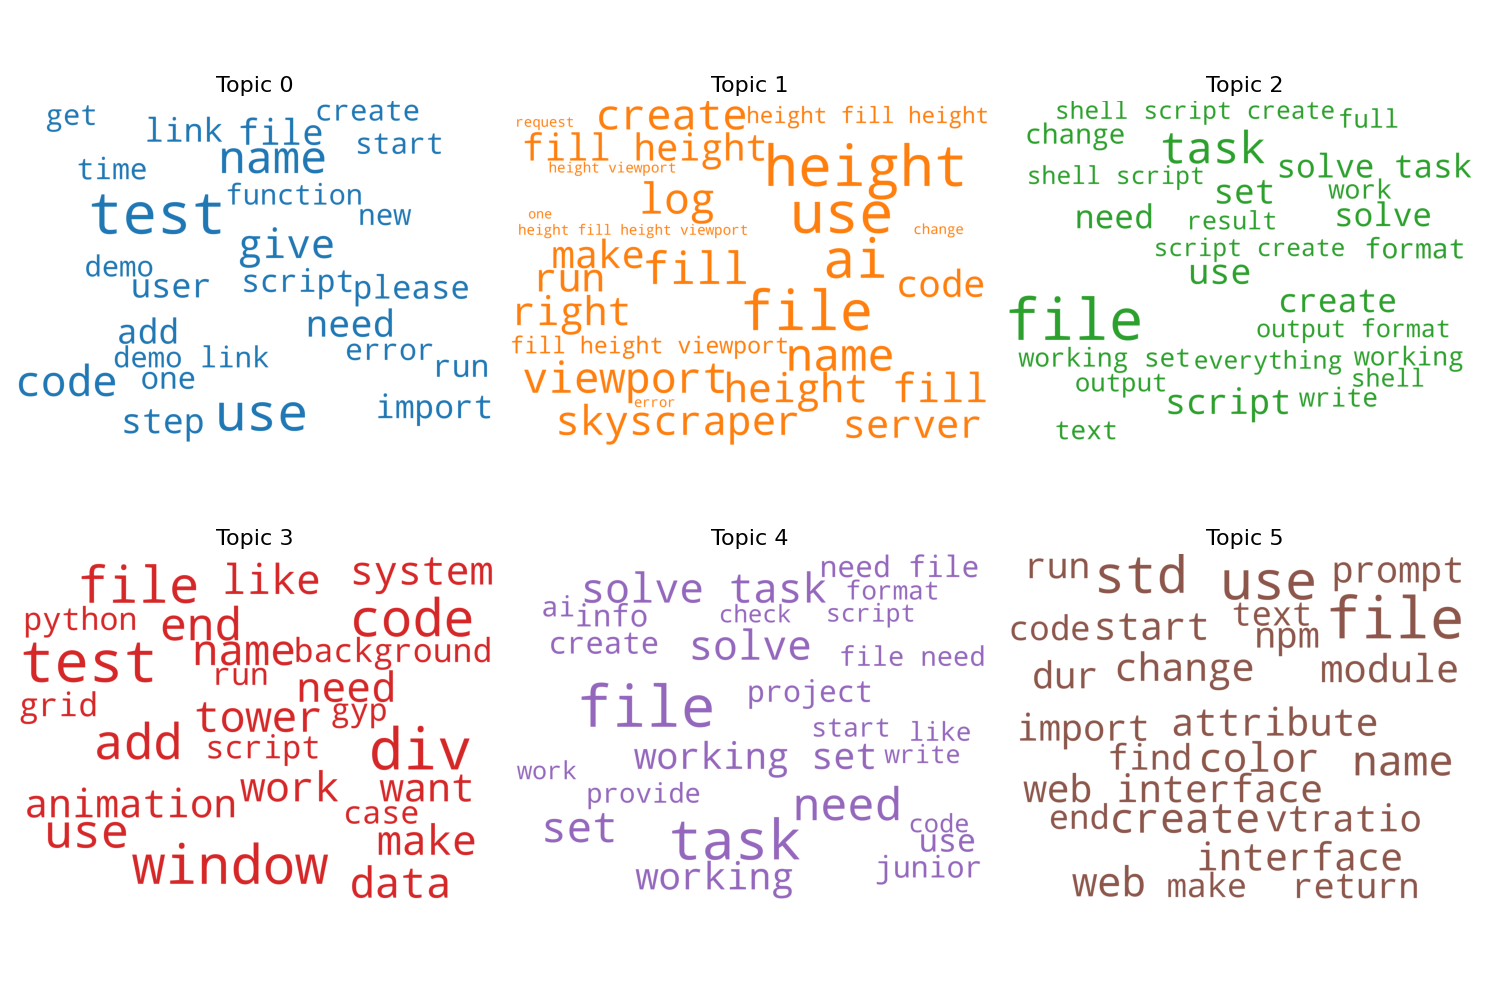 Topic 0
get
create
link
file
start
name
time
function
test
new
give
demo
user
script
please
add
need
demo link
error
run
code
one
step
use
import
Topic 1
request
create
height fill height
fill height
height viewport
height
log
use
one
height fill height viewport
change
make
fill
ai
run
code
right
file
fill height viewport
name
viewport
height fill
error
skyscraper
server
Topic 2
shell script create
full
change
task
solve task
shell script
set
work
need
result
solve
script create
format
use
create
file
output format
working set
everything
working
output
shell
script
write
text
Topic 3
file
like
system
python
end
code
test
name
background
run
need
grid
tower
gyp
add
script
div
work
want
animation
case
use
make
window
data
Topic 4
need file
solve task
format
ai
info
check
script
create
solve
file need
file
project
start
like
working set
write
work
provide
need
set
task
code
use
working
junior
Topic 5
run
std
use
prompt
text
file
code
start
npm
dur
change
module
import
attribute
find
color
name
web interface
end
create
vtratio
interface
web
make
return